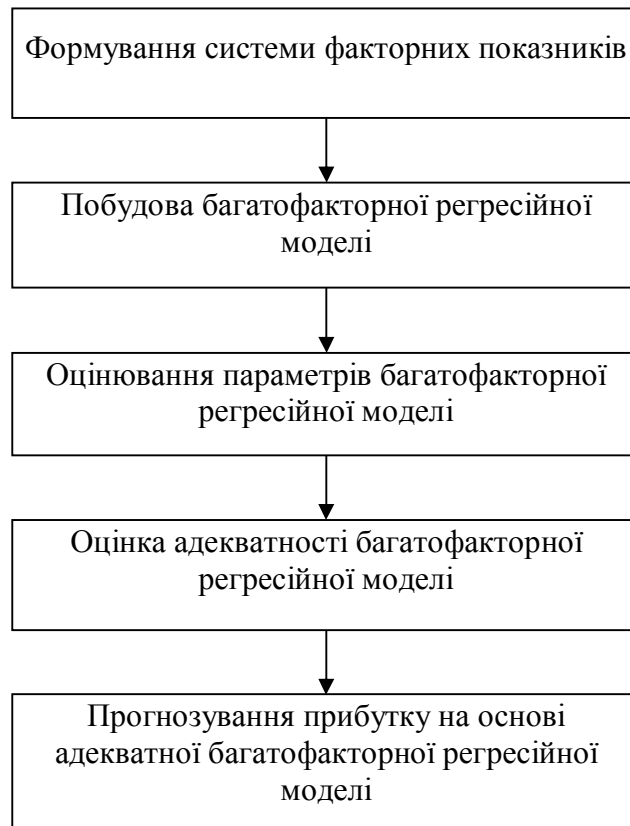 Формування системи факторних показників
Побудова багатофакторної регресійної
моделі
Оцінювання параметрів багатофакторної
регресійної моделі
Оцінка адекватності багатофакторної
регресійної моделі
Прогнозування прибутку на основі
адекватної багатофакторної регресійної
моделі